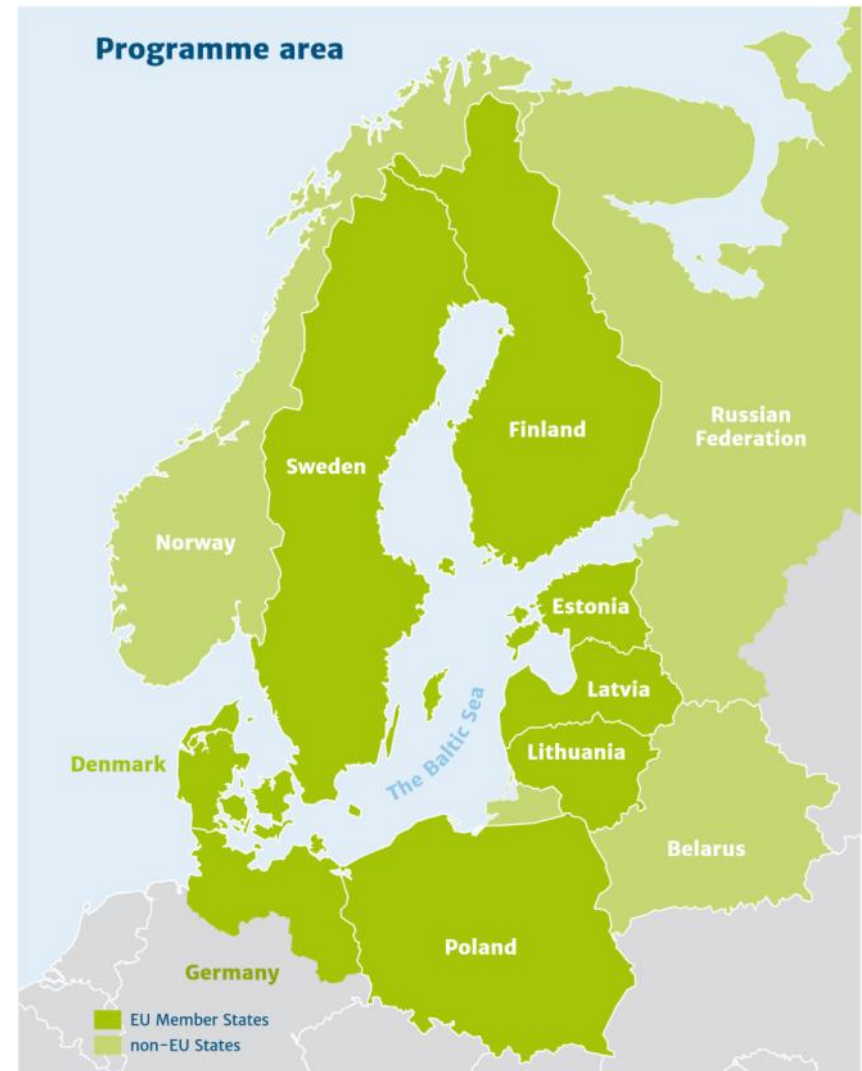 Programme area
Finland
Russian
Federation
Sweden
Norway
Estonia
Latvia
Denmark
Lithuania
The Baltic Sea
Belarus
Poland
Germany
EU Member States
non-EU States